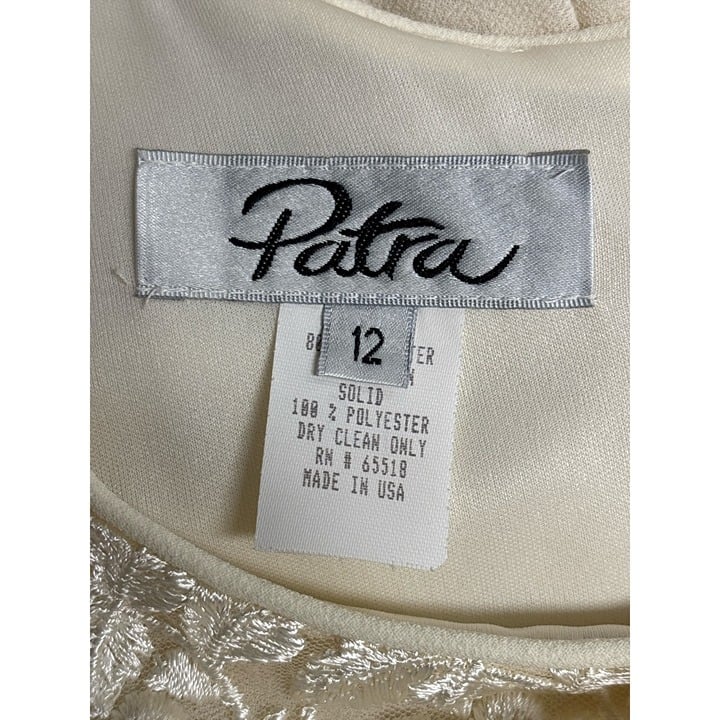 Patra
12
SOLID
100 % POLYESTER
DRY CLEAN ONLY
RN # 65518
MADE IN USA